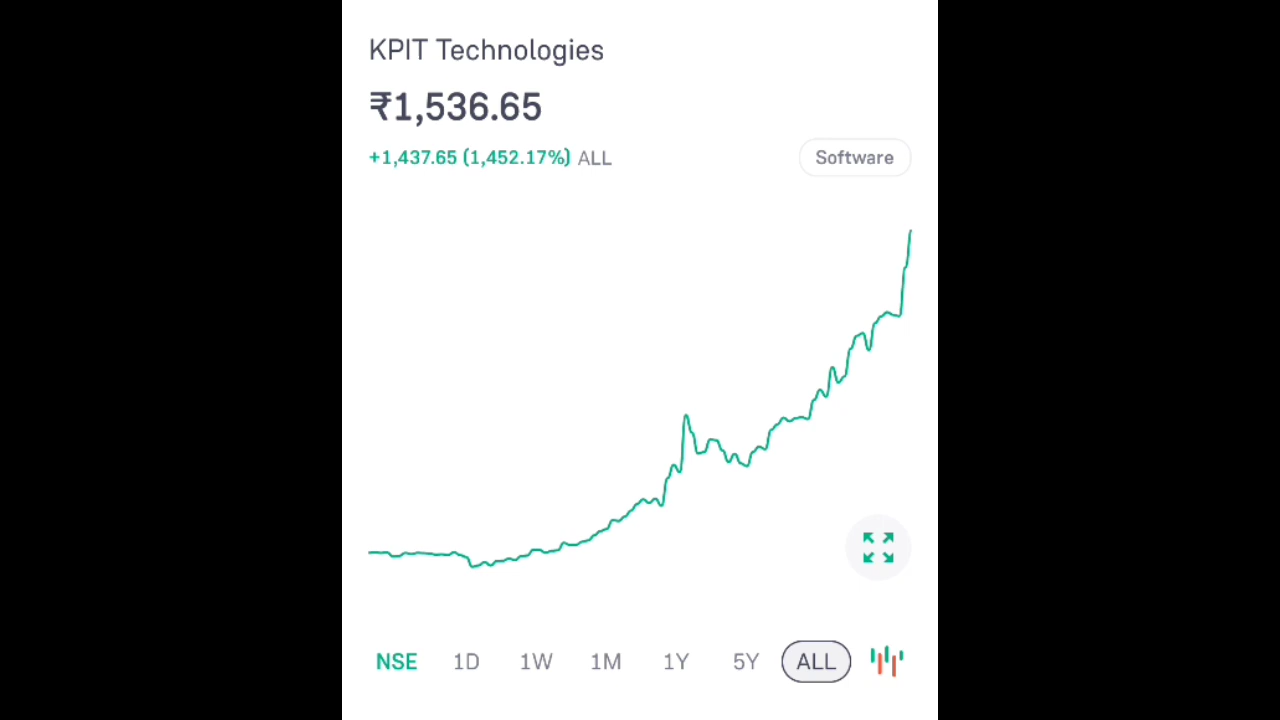 KPIT Technologies
₹1,536.65
+1,437.65 (1,452.17%) ALL
Software
NSE 1D 1W 1M 1Y 5Y ALL